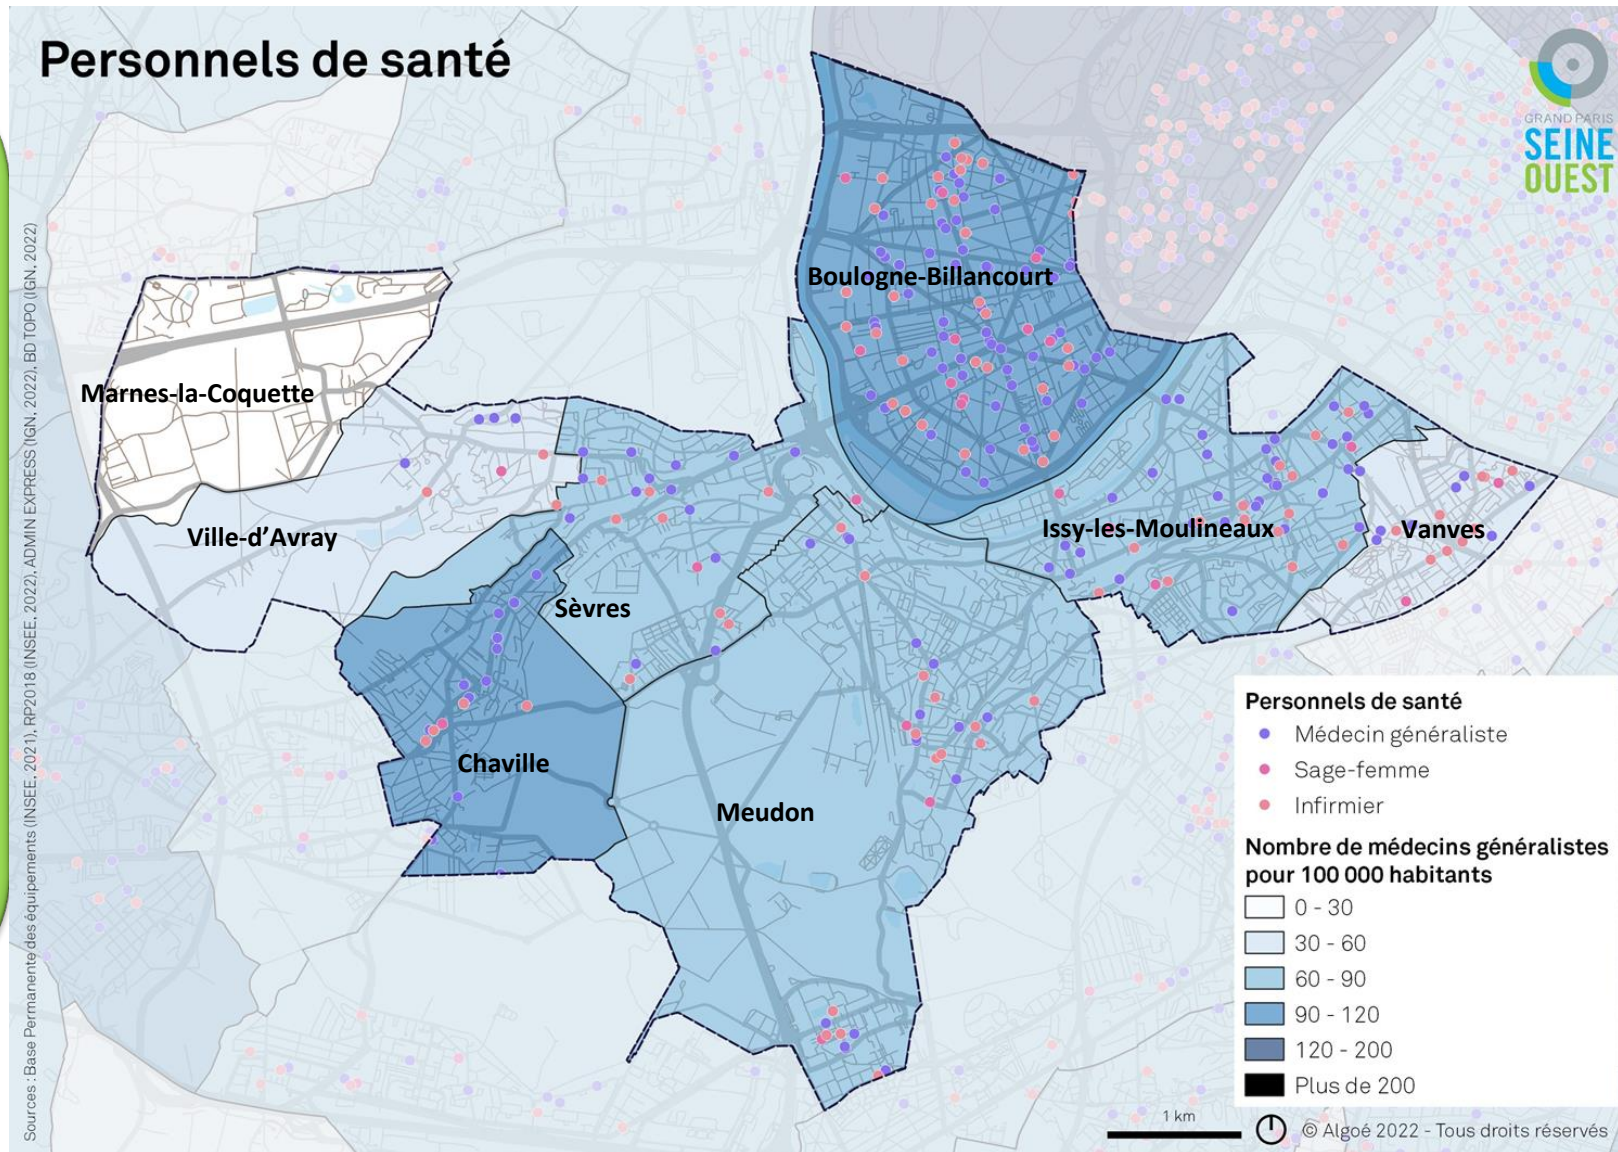 Personnels de santé
GRAND PARIS
SEINE
OUEST
Boulogne-Billancourt
Marnes-la-Coquette
Ville-d’Avray
Issy-les-Moulineaux
Vanves
Sèvres
Chaville
Meudon
Personnels de santé
Médecin généraliste
Sage-femme
Infirmier
Nombre de médecins généralistes
pour 100 000 habitants
0 - 30
30 - 60
60 - 90
90 - 120
120 - 200
Plus de 200
1 km
© Algoé 2022 - Tous droits réservés
Sources : Base Permanente des équipements (INSEE, 2021), RP2018 (INSEE, 2022), ADMIN EXPRESS (IGN, 2022), BD TOPO (IGN, 2022)